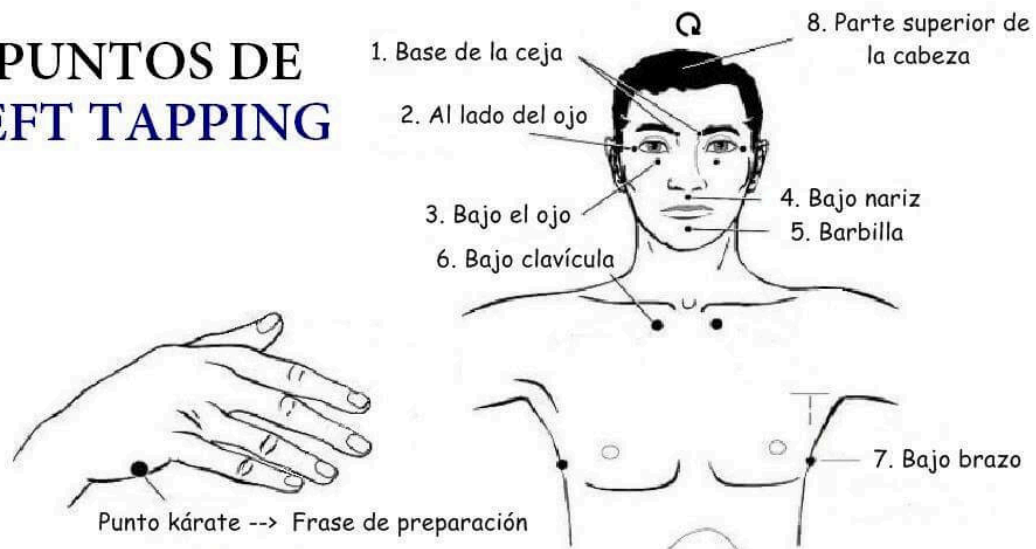 PUNTOS DE
EFT TAPPING
1. Base de la ceja
2. Al lado del ojo
3. Bajo el ojo
6. Bajo clavícula
8. Parte superior de
la cabeza
4. Bajo nariz
5. Barbilla
7. Bajo brazo
Punto kárate --> Frase de preparación